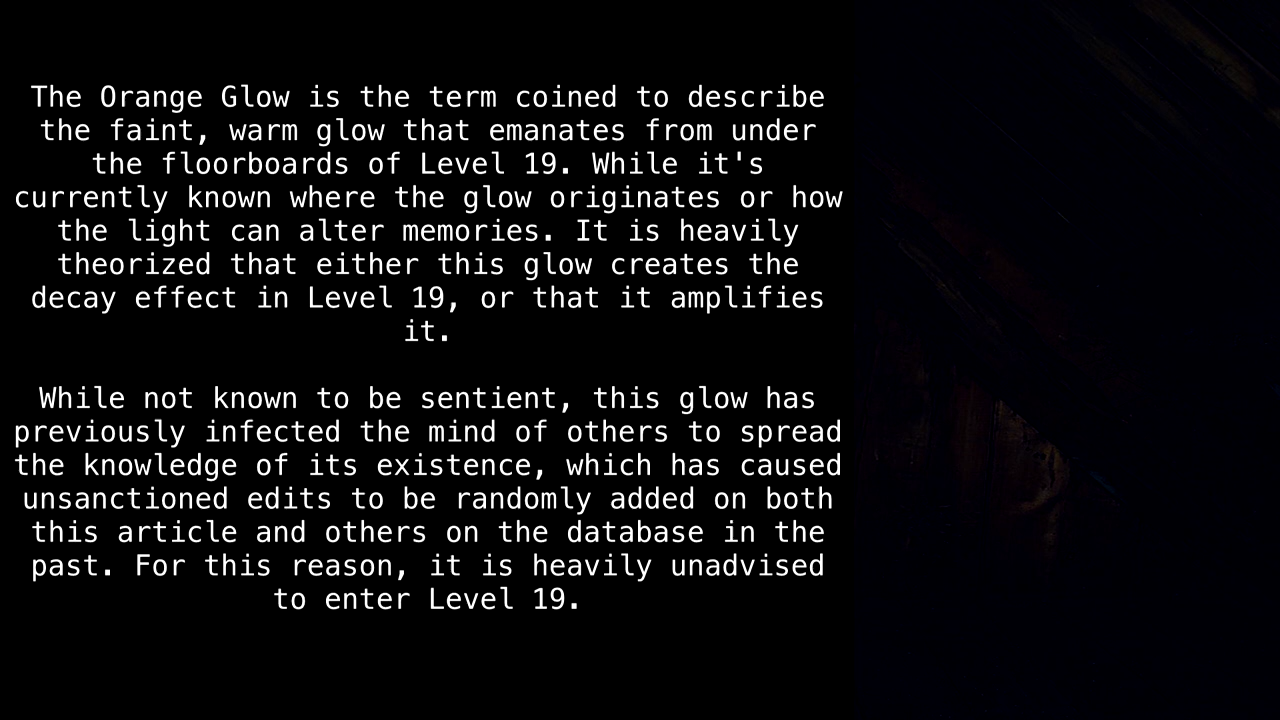 The Orange Glow is the term coined to describe
the faint, warm glow that emanates from under
the floorboards of Level 19. While it's
currently known where the glow originates or how
the light can alter memories. It is heavily
theorized that either this glow creates the
decay effect in Level 19, or that it amplifies
it.
While not known to be sentient, this glow has
previously infected the mind of others to spread
the knowledge of its existence, which has caused
unsanctioned edits to be randomly added on both
this article and others on the database in the
past. For this reason, it is heavily unadvised
to enter Level 19.